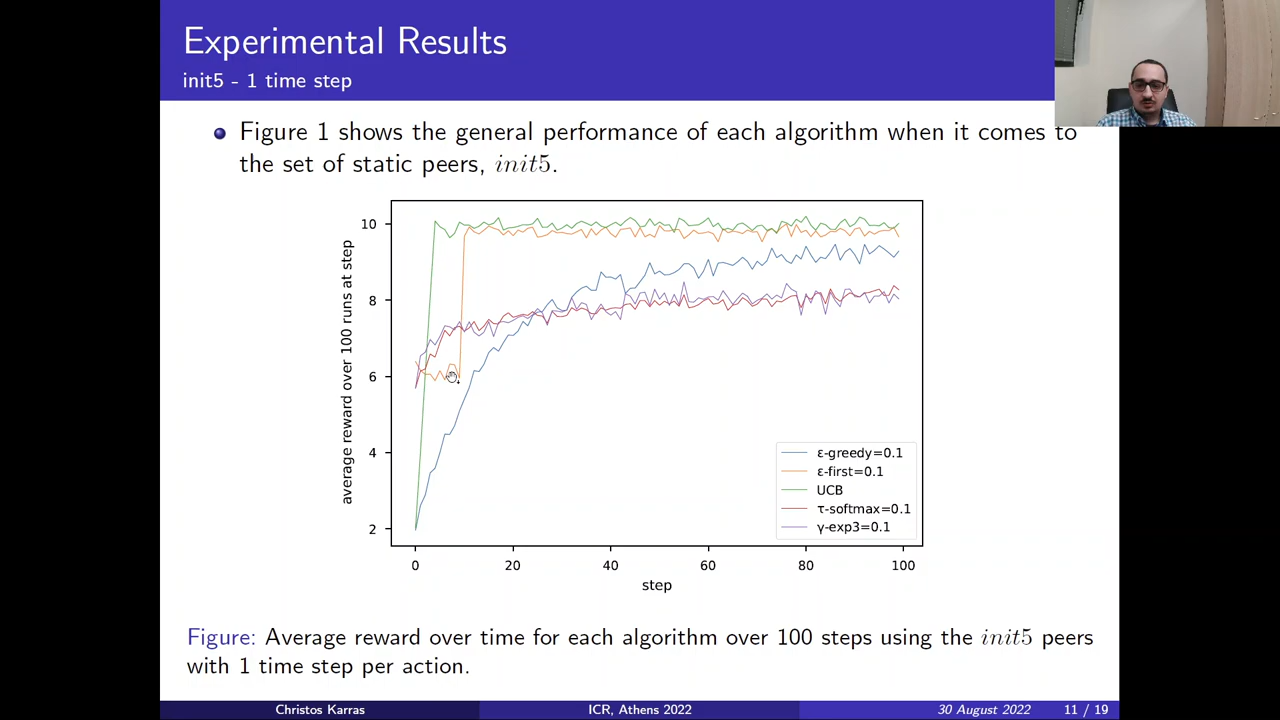 Experimental Results
init5 - 1 time step
Figure 1 shows the general performance of each algorithm when it comes to
the set of static peers, init5.
average reward over 100 runs at step
10
8
6
4
2
ε-greedy=0.1
ε-first=0.1
UCB
τ-softmax=0.1
γ-exp3=0.1
0 20 40 60 80 100
step
Figure: Average reward over time for each algorithm over 100 steps using the init5 peers
with 1 time step per action.
Christos Karras ICR, Athens 2022 30 August 2022 11 / 19